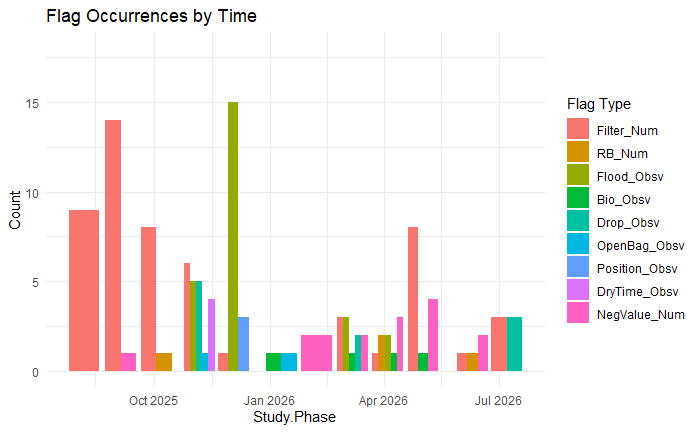 Flag Occurrences by Time
Count
15
10
5
0
Oct 2025
Jan 2026
Apr 2026
Jul 2026
Study.Phase
Flag Type
Filter_Num
RB_Num
Flood_Obsv
Bio_Obsv
Drop_Obsv
OpenBag_Obsv
Position_Obsv
DryTime_Obsv
NegValue_Num